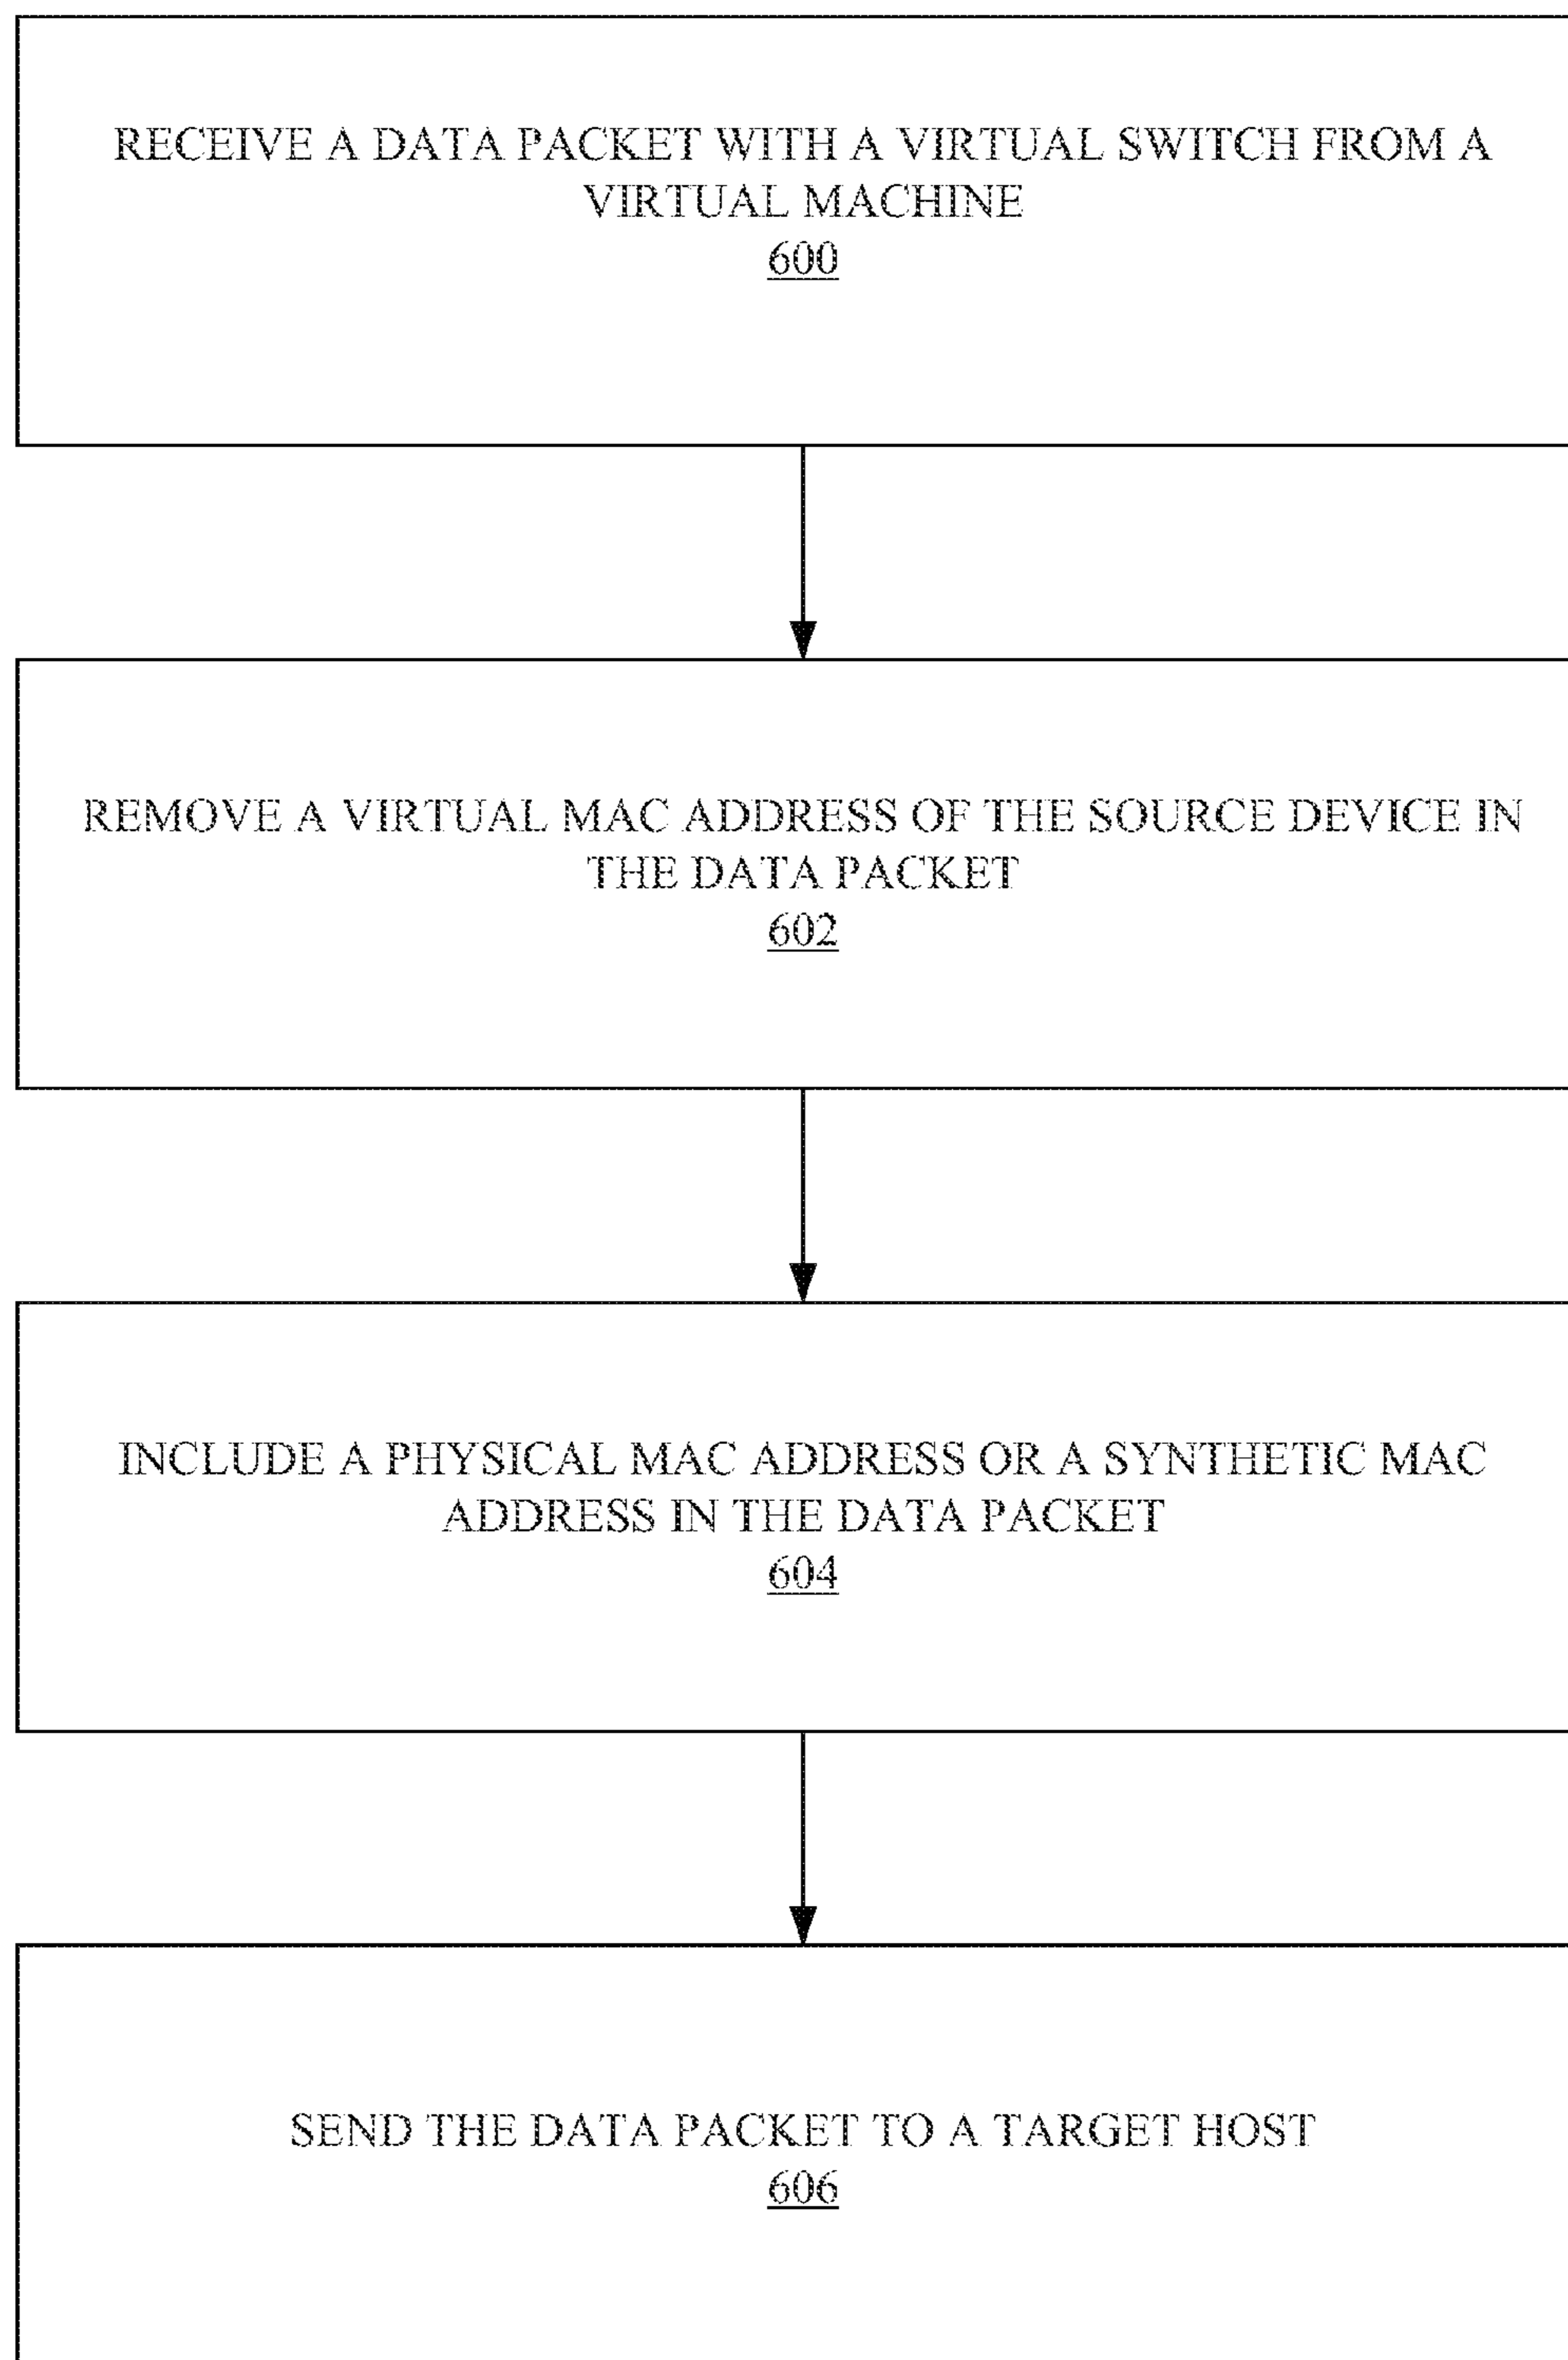 RECEIVE A DATA PACKET WITH A VIRTUAL SWITCH FROM A
VIRTUAL MACHINE
600
REMOVE A VIRTUAL MAC ADDRESS OF THE SOURCE DEVICE IN
THE DATA PACKET
602
INCLUDE A PHYSICAL MAC ADDRESS OR A SYNTHETIC MAC
ADDRESS IN THE DATA PACKET
604
SEND THE DATA PACKET TO A TARGET HOST
606